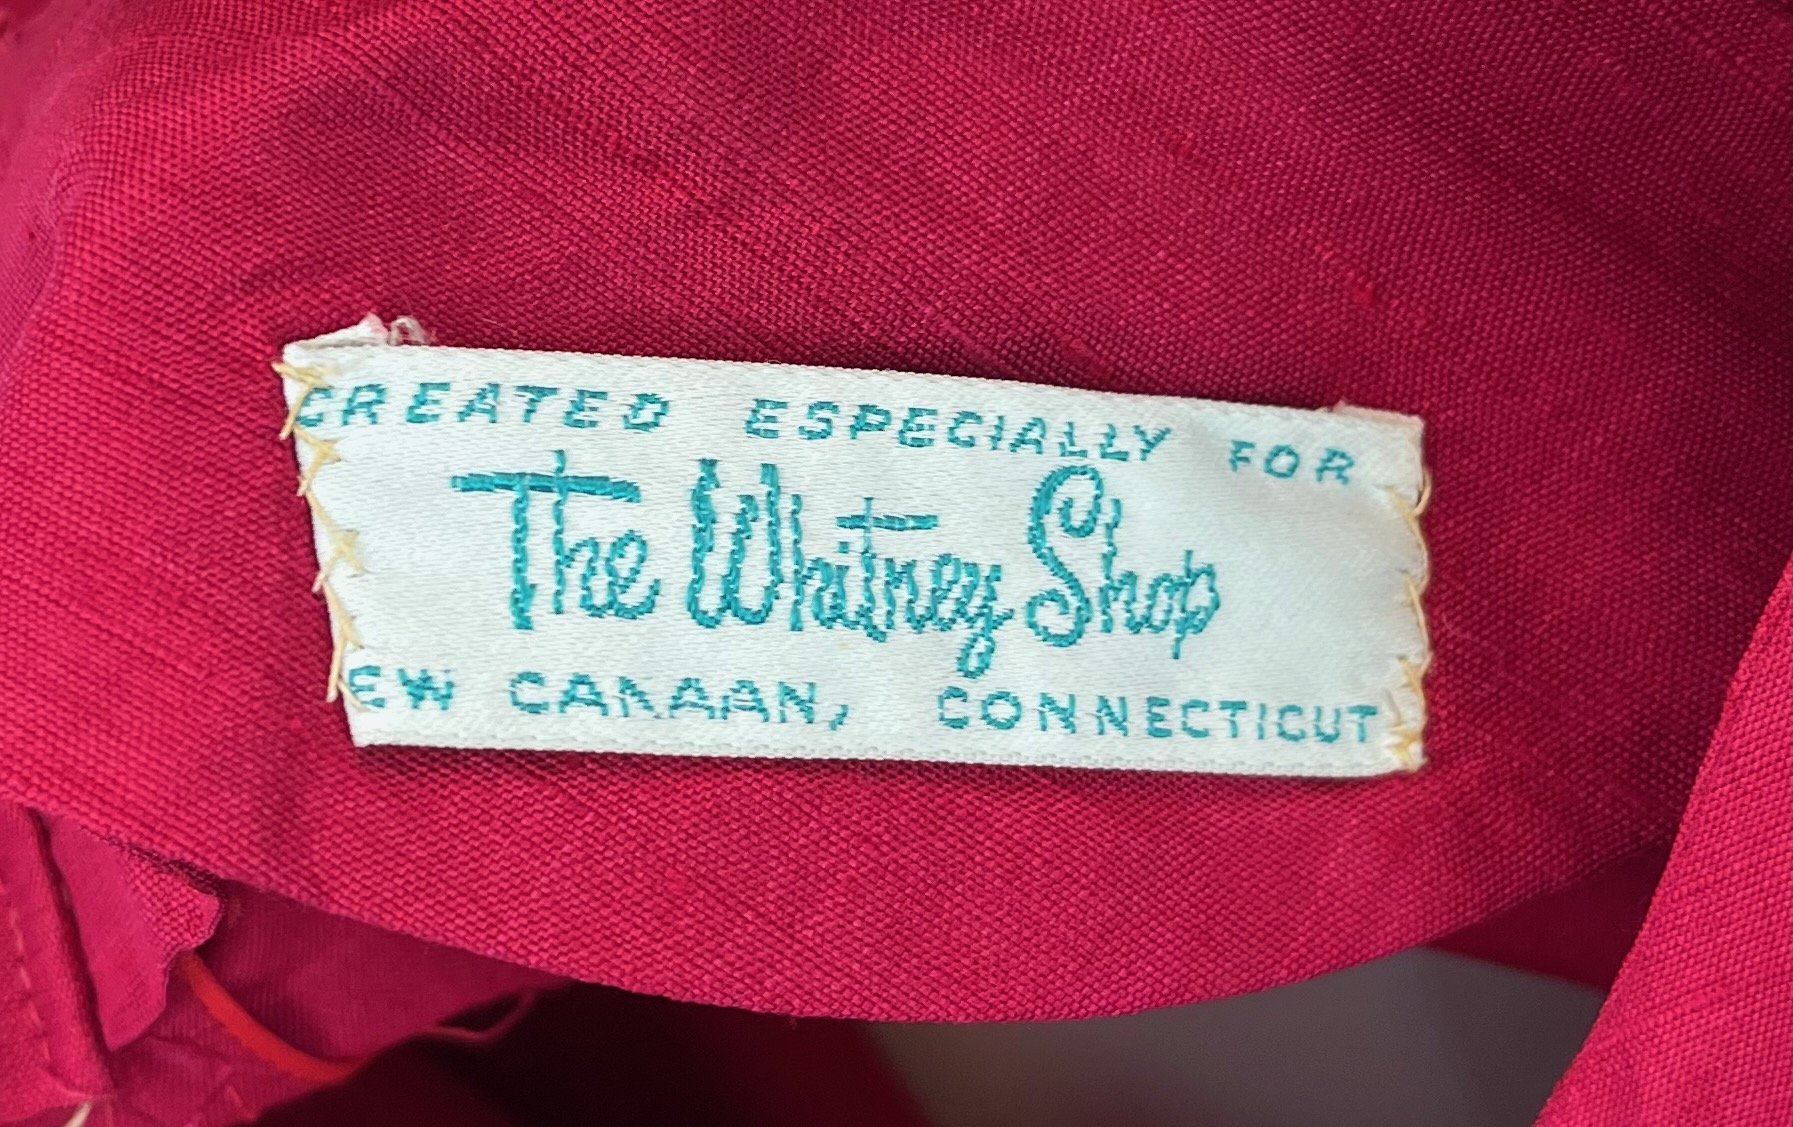 CREATED ESPECIALLY FOR
The Whitney Shop
EW CANAAN, CONNECTICUT